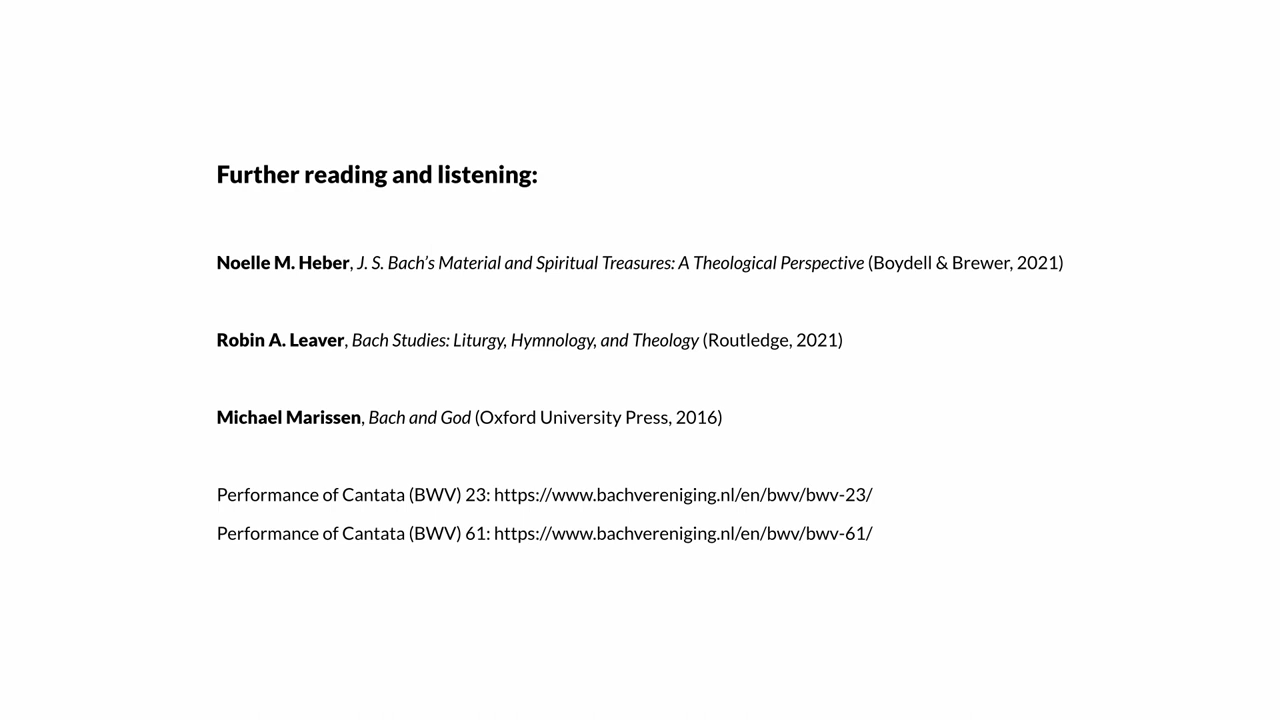 Further reading and listening:
Noelle M. Heber, J. S. Bach’s Material and Spiritual Treasures: A Theological Perspective (Boydell & Brewer, 2021)
Robin A. Leaver, Bach Studies: Liturgy, Hymnology, and Theology (Routledge, 2021)
Michael Marissen, Bach and God (Oxford University Press, 2016)
Performance of Cantata (BWV) 23: https://www.bachvereniging.nl/en/bwv/bwv-23/
Performance of Cantata (BWV) 61: https://www.bachvereniging.nl/en/bwv/bwv-61/